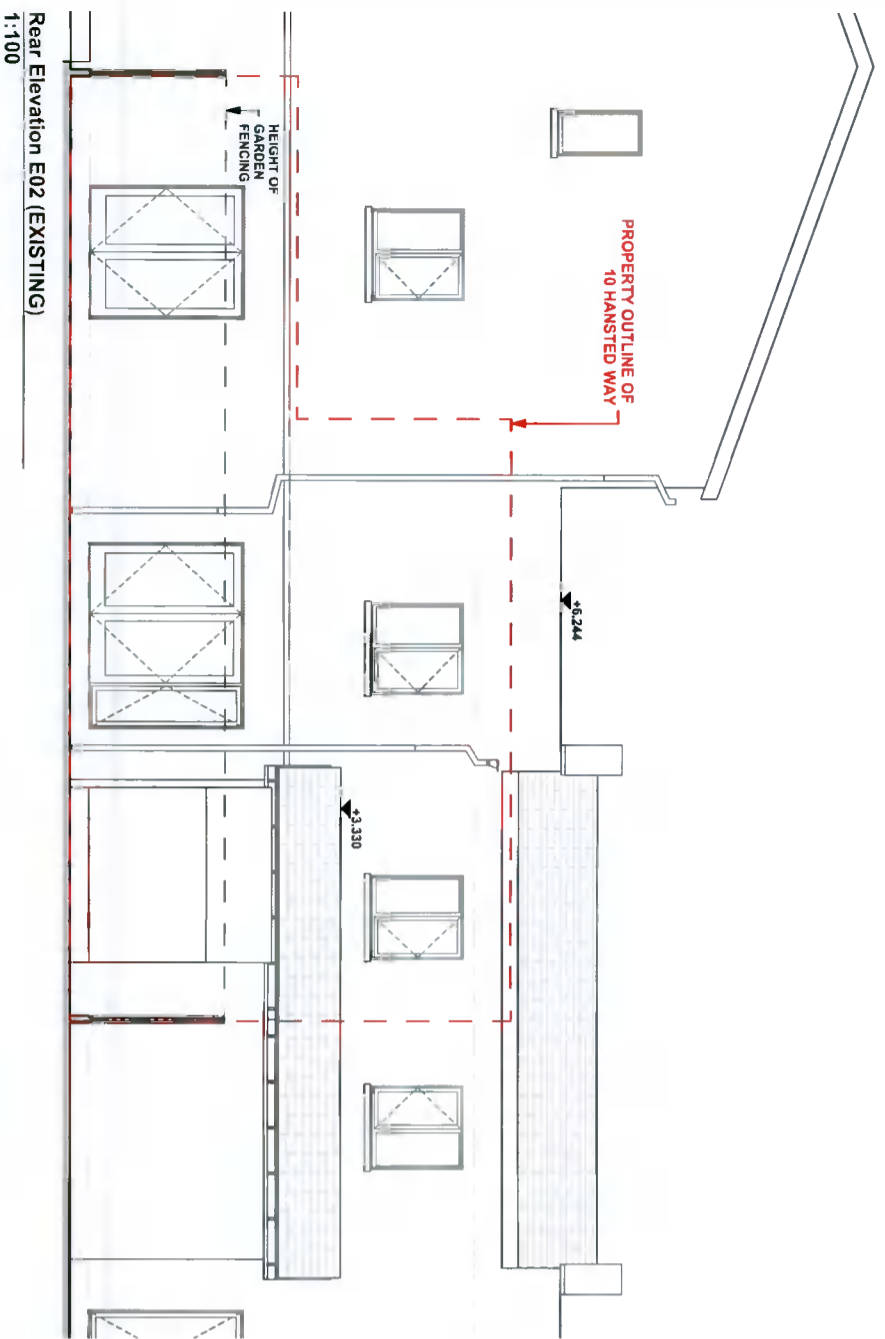 PROPERTY OUTLINE OF
10 HANSTED WAY
+6.244
+3.330
HEIGHT OF
GARDEN
FENCING
Rear Elevation E02 (EXISTING)
1:100